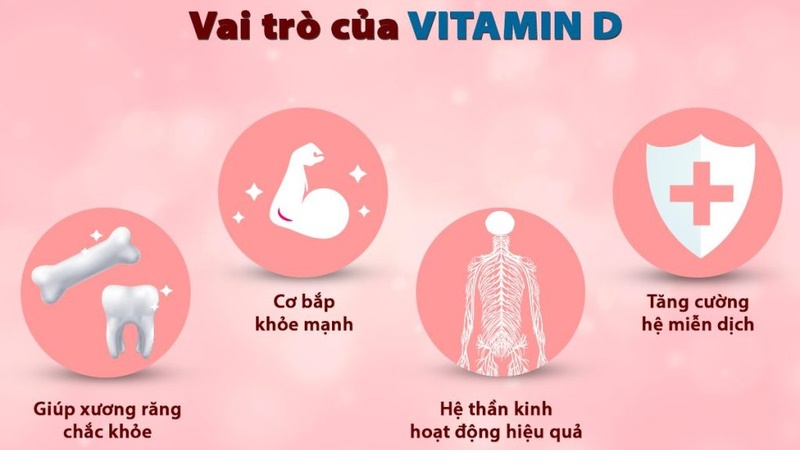 Vai trò của VITAMIN D
Giúp xương răng
chắc khỏe
Cơ bắp
khỏe mạnh
Hệ thần kinh
hoạt động hiệu quả
Tăng cường
hệ miễn dịch